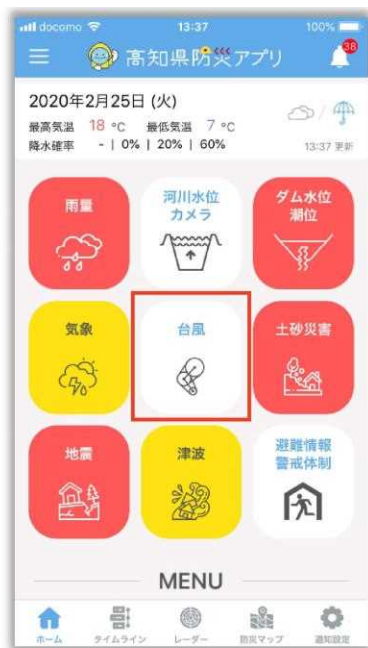 docomo 13:37 100%
高知県防災アプリ 38
2020年2月25日 (火)
最高気温 18 °C 最低気温 7 °C
降水確率 - | 0% | 20% | 60% 13:37 更新
雨量
河川水位
カメラ
ダム水位
潮位
気象
台風
土砂災害
地震
津波
避難情報
警戒体制
MENU
ホーム タイムライン レーダー 防災マップ 通知設定